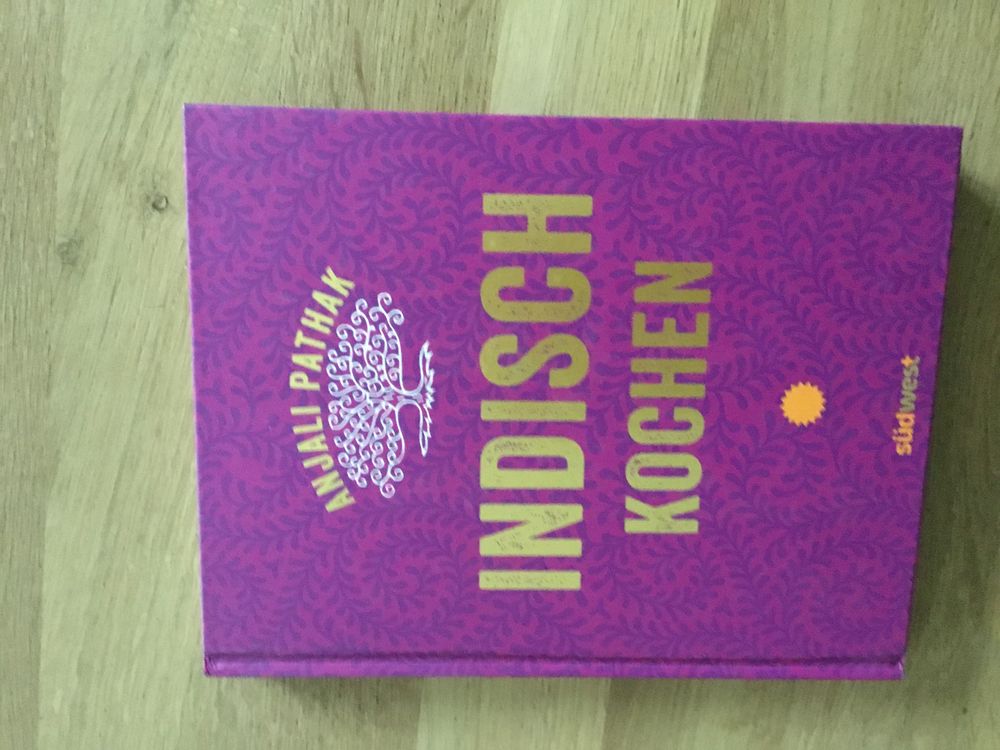 ANJALI PATHAK
INDISCH
KOCHEN
südwest